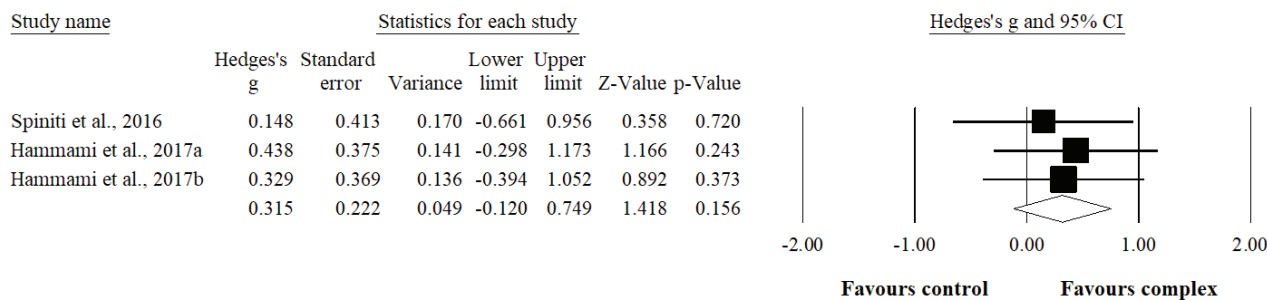 Study name Statistics for each study Hedges's g and 95% CI
Hedges's Standard Lower Upper
g error Variance limit limit Z-Value p-Value
Spiniti et al., 2016 0.148 0.413 0.170 -0.661 0.956 0.358 0.720
Hammami et al., 2017a 0.438 0.375 0.141 -0.298 1.173 1.166 0.243
Hammami et al., 2017b 0.329 0.369 0.136 -0.394 1.052 0.892 0.373
0.315 0.222 0.049 -0.120 0.749 1.418 0.156
-2.00 -1.00 0.00 1.00 2.00
Favours control Favours complex